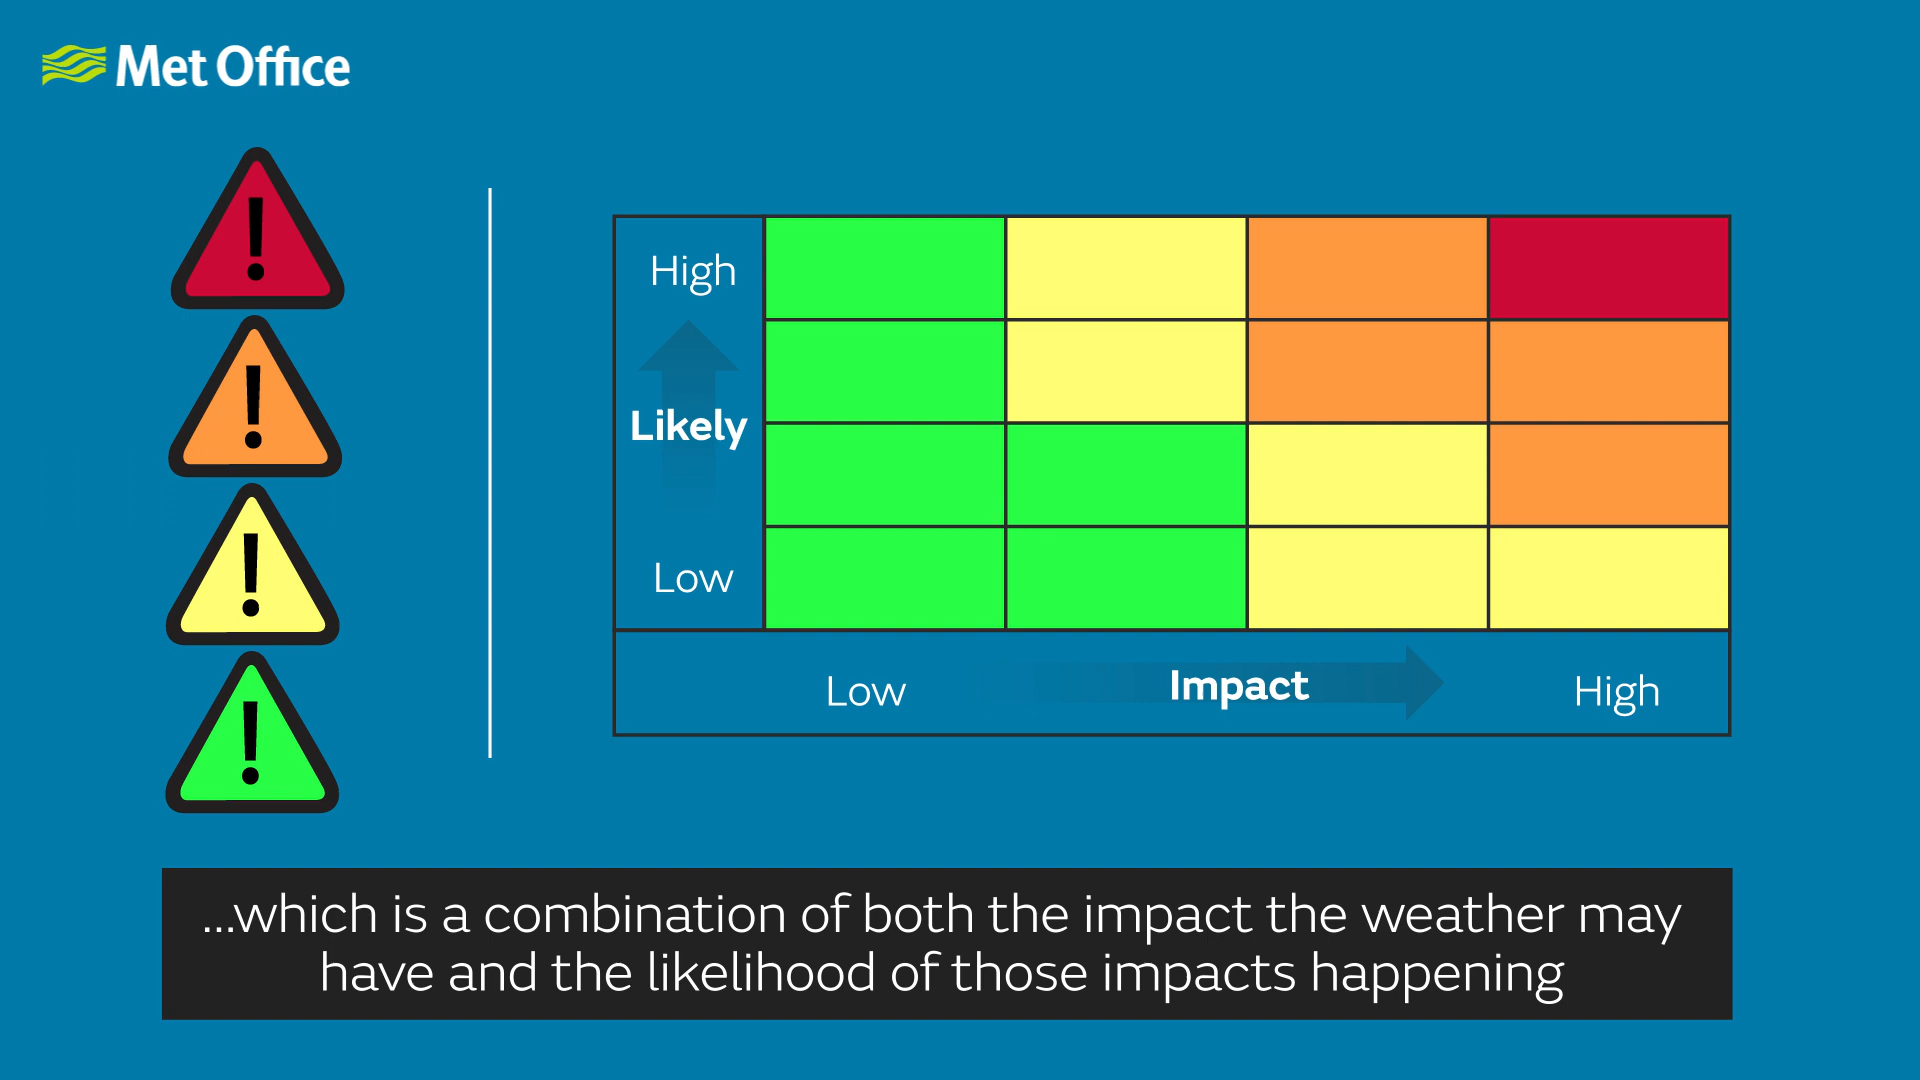 Met Office
!
!
!
!
High
Likely
Low
Low
Impact
High
...which is a combination of both the impact the weather may
have and the likelihood of those impacts happening